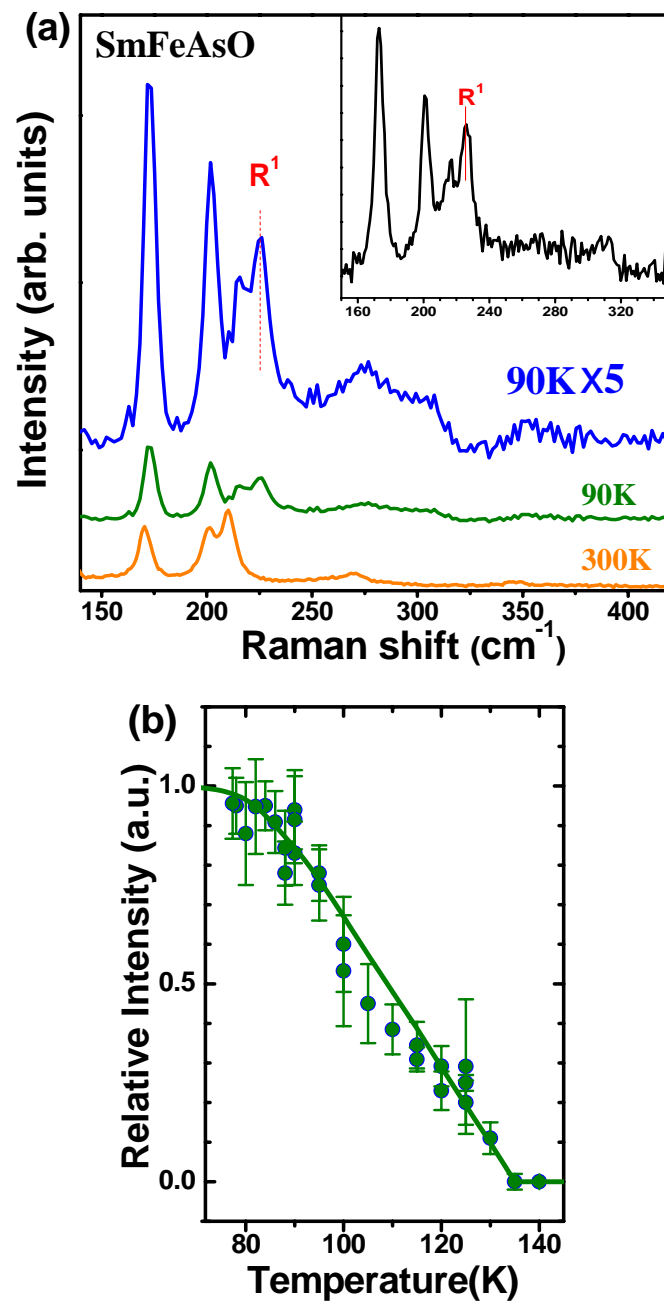 (a)
SmFeAsO
R¹
R¹
160 200 240 280 320
Intensity (arb. units)
90K X5
90K
300K
150 200 250 300 350 400
Raman shift (cm⁻¹)
(b)
Relative Intensity (a.u.)
1.0
0.5
0.0
80 100 120 140
Temperature(K)